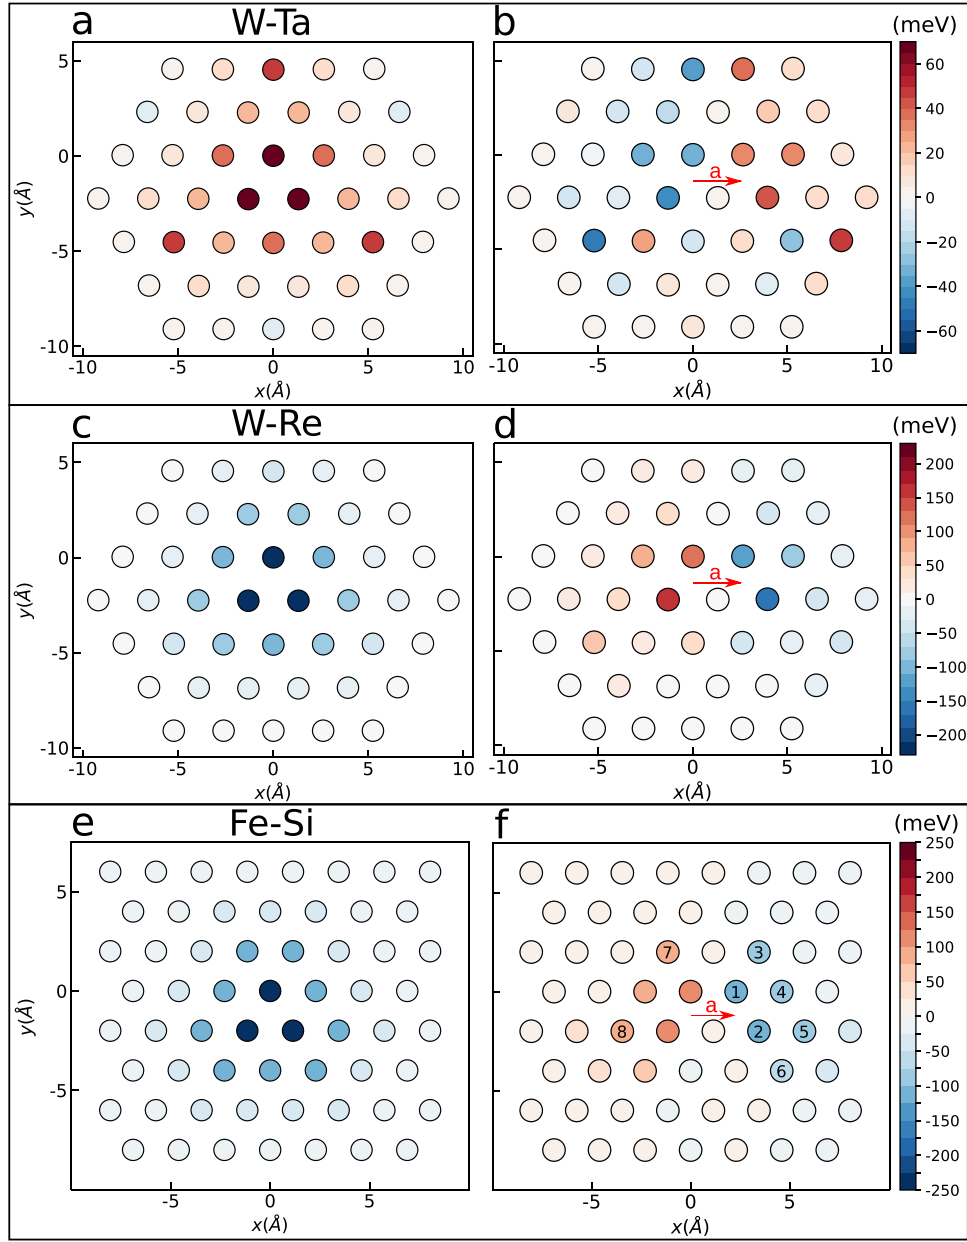 a W-Ta b (meV)
5
0
-5
-10
y(Å)
-10 -5 0 5 10
x(Å)
a
-10 -5 0 5 10
x(Å)
60
40
20
0
−20
−40
−60
c W-Re d (meV)
5
0
-5
-10
y(Å)
-10 -5 0 5 10
x(Å)
a
-10 -5 0 5 10
x(Å)
200
150
100
50
0
−50
−100
−150
−200
e Fe-Si f (meV)
5
0
-5
y(Å)
-5 0 5
x(Å)
7 3
1 4
a
8 2 5
6
-5 0 5
x(Å)
250
200
150
100
50
0
-50
-100
-150
-200
-250